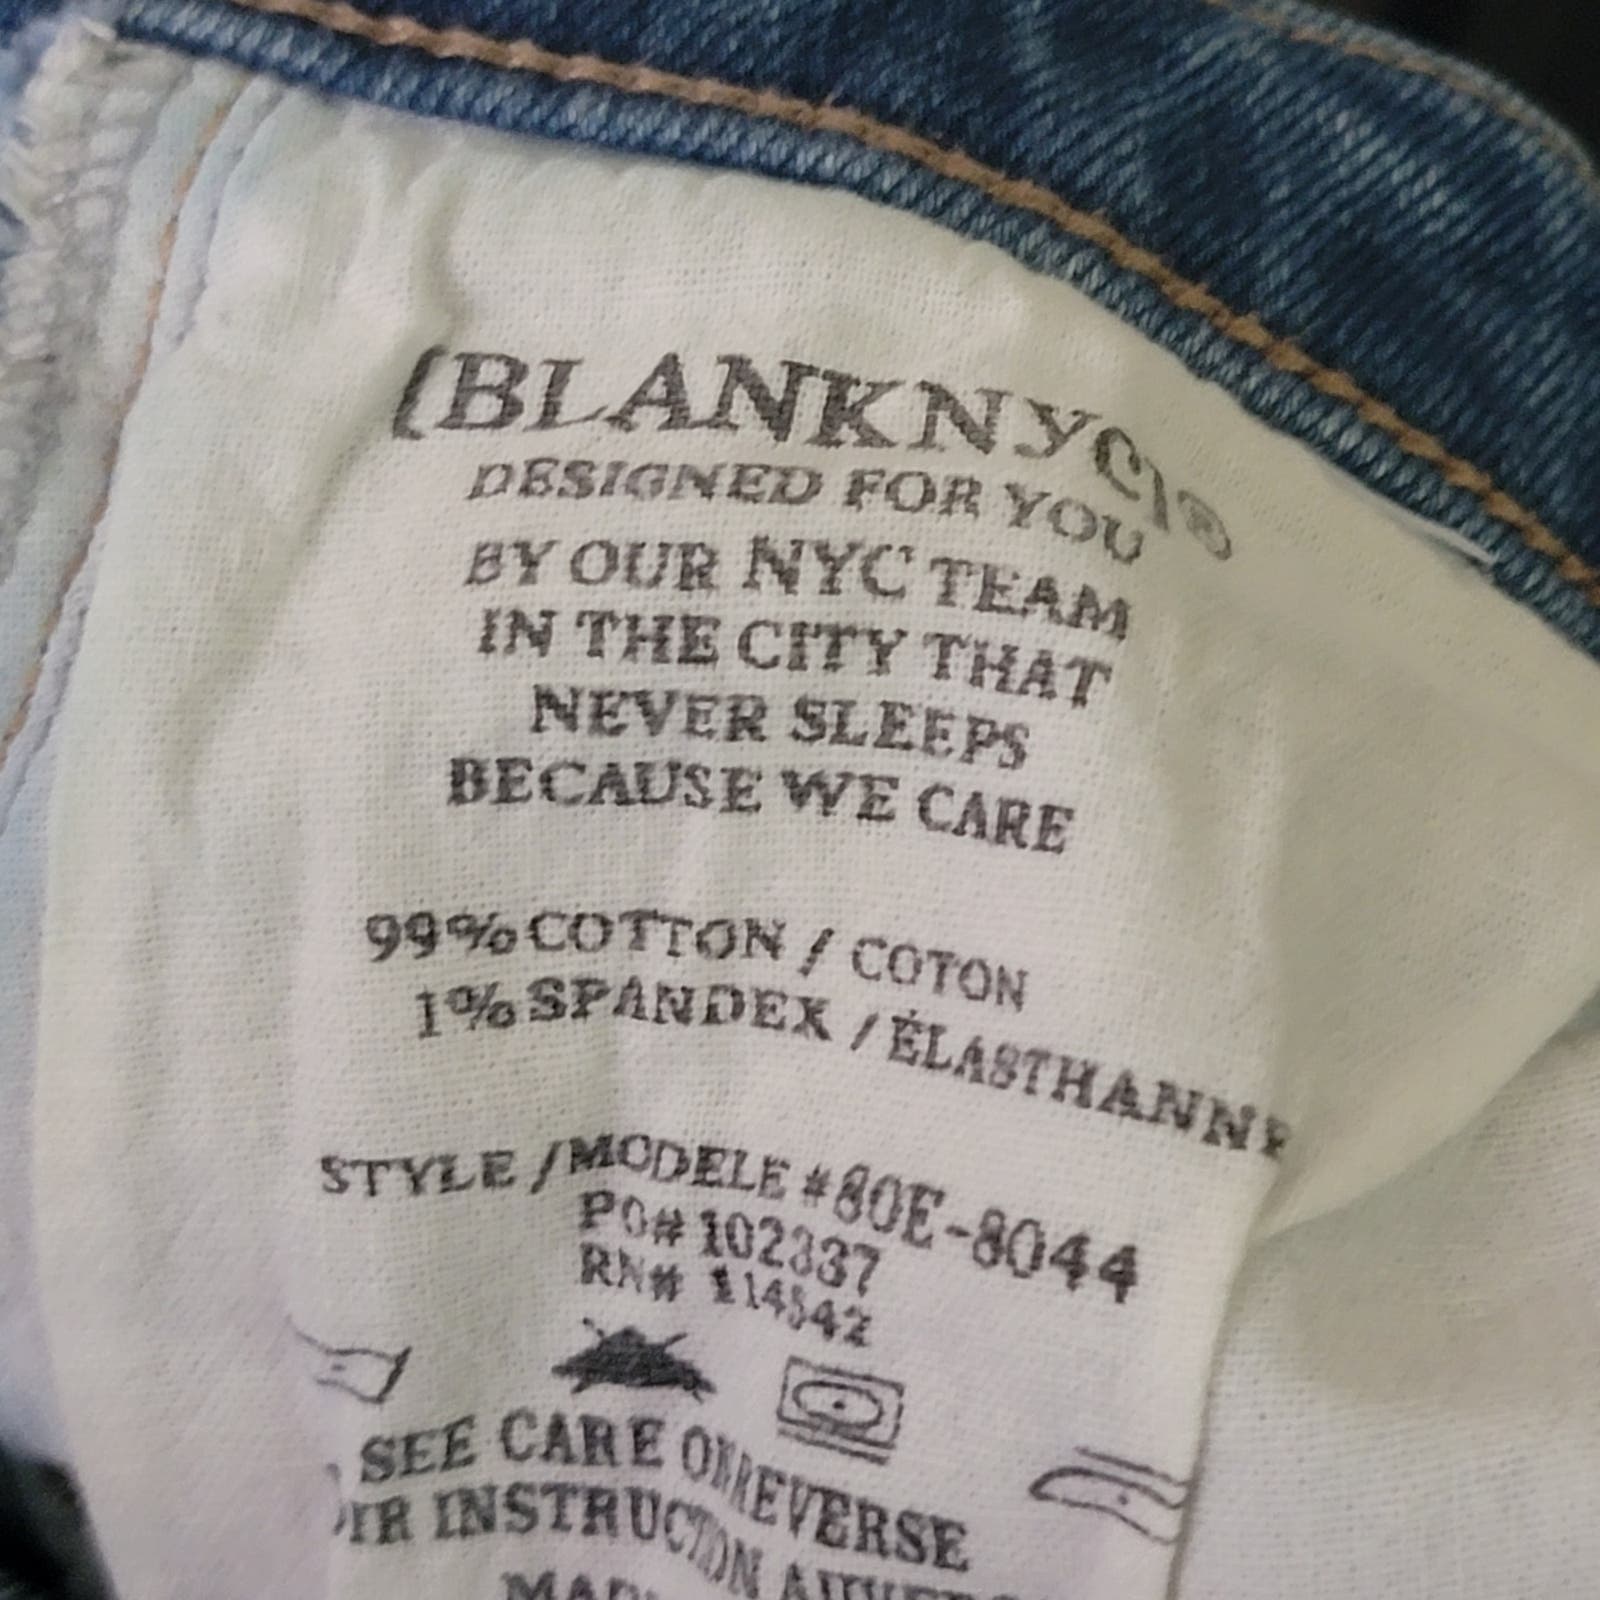 (BLANKNYC)®
DESIGNED FOR YOU
BY OUR NYC TEAM
IN THE CITY THAT
NEVER SLEEPS
BECAUSE WE CARE
99% COTTON / COTON
1% SPANDEX / ÉLASTHANNE
STYLE / MODELE #80E-8044
PO# 102337
RN# 114542
SEE CARE ON REVERSE
INSTRUCTION